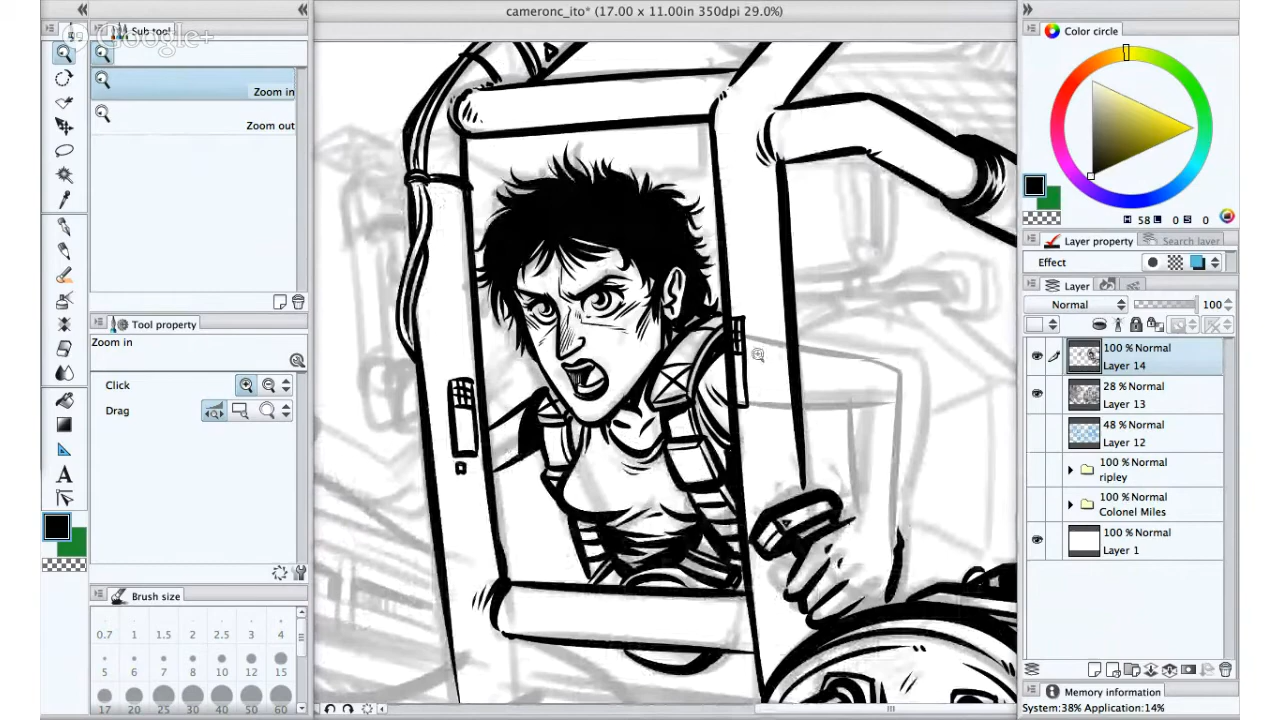 cameronc_ito* (17.00 x 11.00in 350dpi 29.0%)
Google+
Sub tool
Zoom in
Zoom out
Tool property
Zoom in
Click
Drag
Brush size
0.7 1 1.5 2 2.5 3 4
5 6 7 8 10 12 15
17 20 25 30 40 50 60
Color circle
H 58 L 0 S 0
Layer property
Search layer
Effect
Layer
Normal 100
100 % Normal
Layer 14
28 % Normal
Layer 13
48 % Normal
Layer 12
100 % Normal
ripley
100 % Normal
Colonel Miles
100 % Normal
Layer 1
Memory information
System:38% Application:14%
A